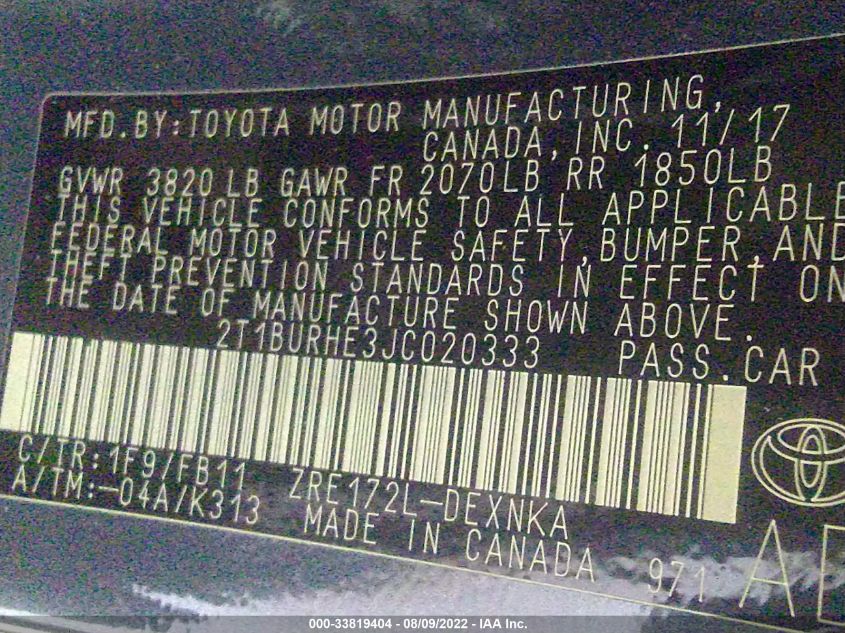 MFD.BY:TOYOTA MOTOR MANUFACTURING,
CANADA,INC. 11/17
GVWR 3820 LB GAWR FR 2070LB RR 1850LB
THIS VEHICLE CONFORMS TO ALL APPLICABLE
FEDERAL MOTOR VEHICLE SAFETY,BUMPER,AND
THEFT PREVENTION STANDARDS IN EFFECT ON
THE DATE OF MANUFACTURE SHOWN ABOVE.
2T1BURHE3JC020333 PASS.CAR
C/TR:1F9/FB11
A/TM:-04A/K313 ZRE172L-DEXNKA
MADE IN CANADA 971
000-33819404 - 08/09/2022 - IAA Inc.